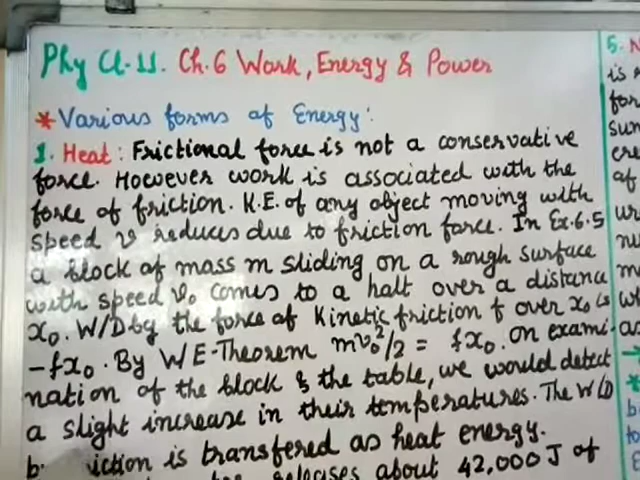 Phy Cl-11. Ch.6 Work, Energy & Power
* Various forms of Energy:
1. Heat: Frictional force is not a conservative
force. However work is associated with the
force of friction. K.E. of any object moving with
speed v reduces due to friction force. In Ex. 6.5
a block of mass m sliding on a rough surface
with speed v₀ comes to a halt over a distance
x₀. W/D by the force of Kinetic friction f over x₀ is
-fx₀. By W E-Theorem mv₀²/2 = fx₀. On exami-
nation of the block & the table, we would detect
a slight increase in their temperatures. The W/D
iction is transfered as heat energy.
releases about 42,000 J of
5.
is